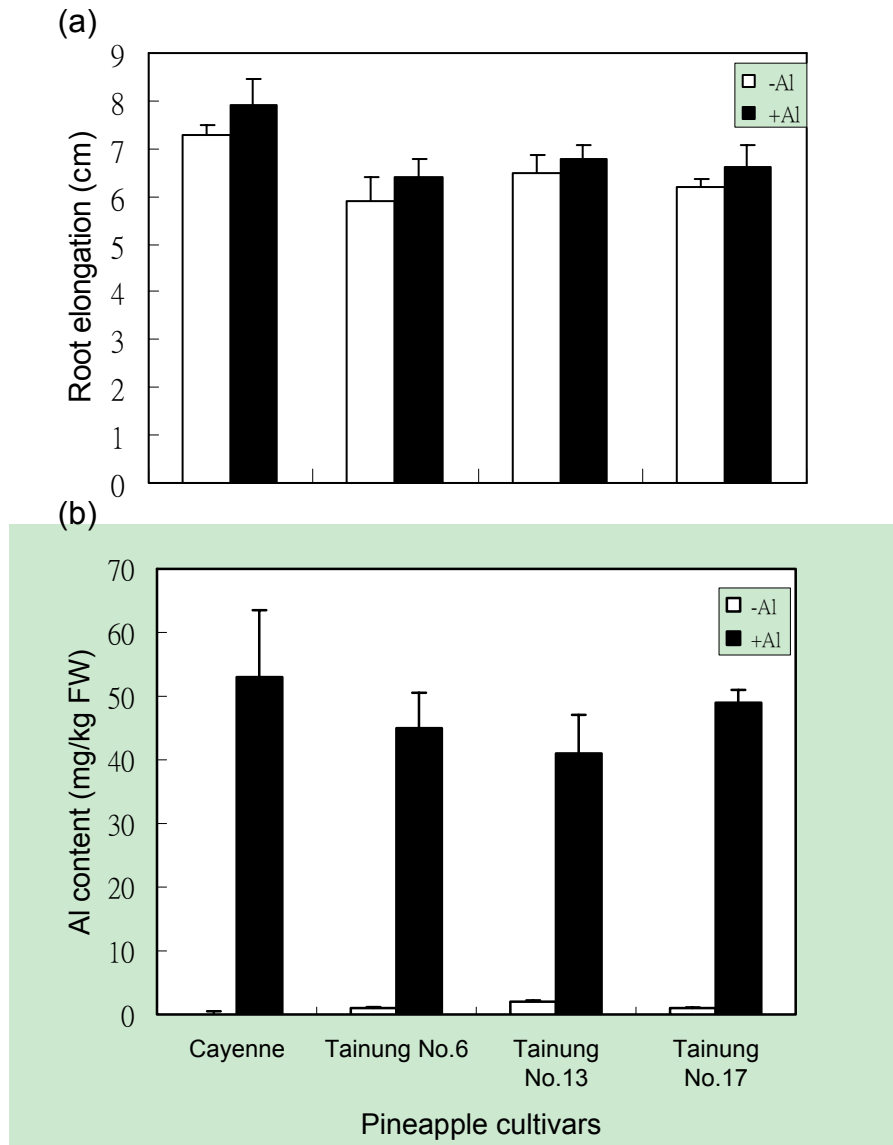 (a)
Root elongation (cm)
9
8
7
6
5
4
3
2
1
0
-Al
+Al
(b)
Al content (mg/kg FW)
70
60
50
40
30
20
10
0
-Al
+Al
Cayenne
Tainung No.6
Tainung
No.13
Tainung
No.17
Pineapple cultivars